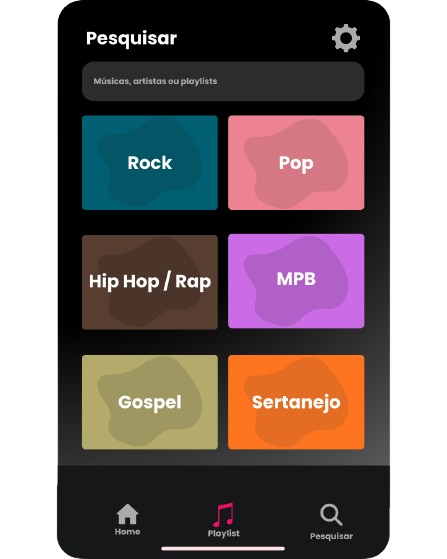 Pesquisar
Músicas, artistas ou playlists
Rock
Pop
Hip Hop / Rap
MPB
Gospel
Sertanejo
Home
Playlist
Pesquisar